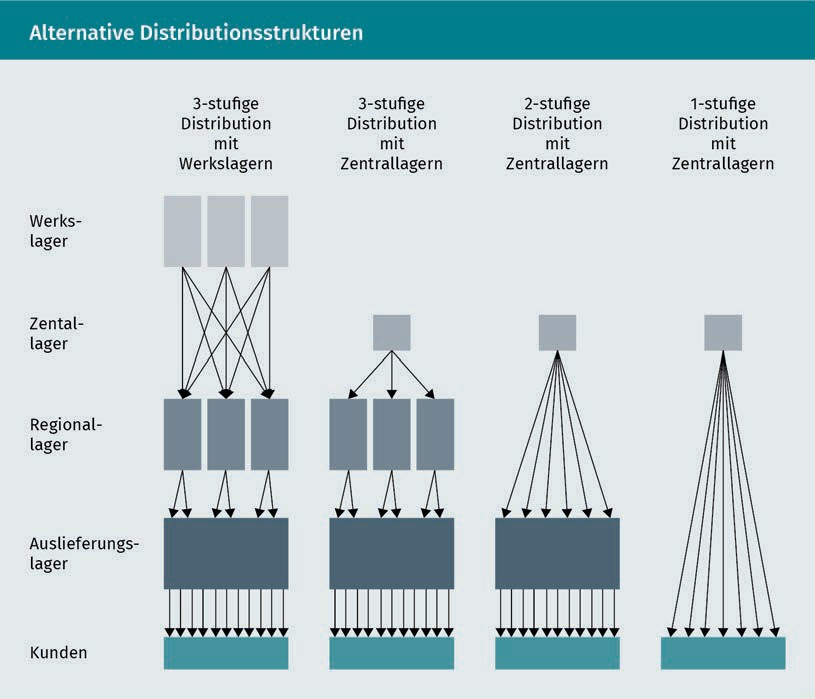 Alternative Distributionsstrukturen
3-stufige
Distribution
mit
Werkslagern
3-stufige
Distribution
mit
Zentrallagern
2-stufige
Distribution
mit
Zentrallagern
1-stufige
Distribution
mit
Zentrallagern
Werks-
lager
Zental-
lager
Regional-
lager
Auslieferungs-
lager
Kunden